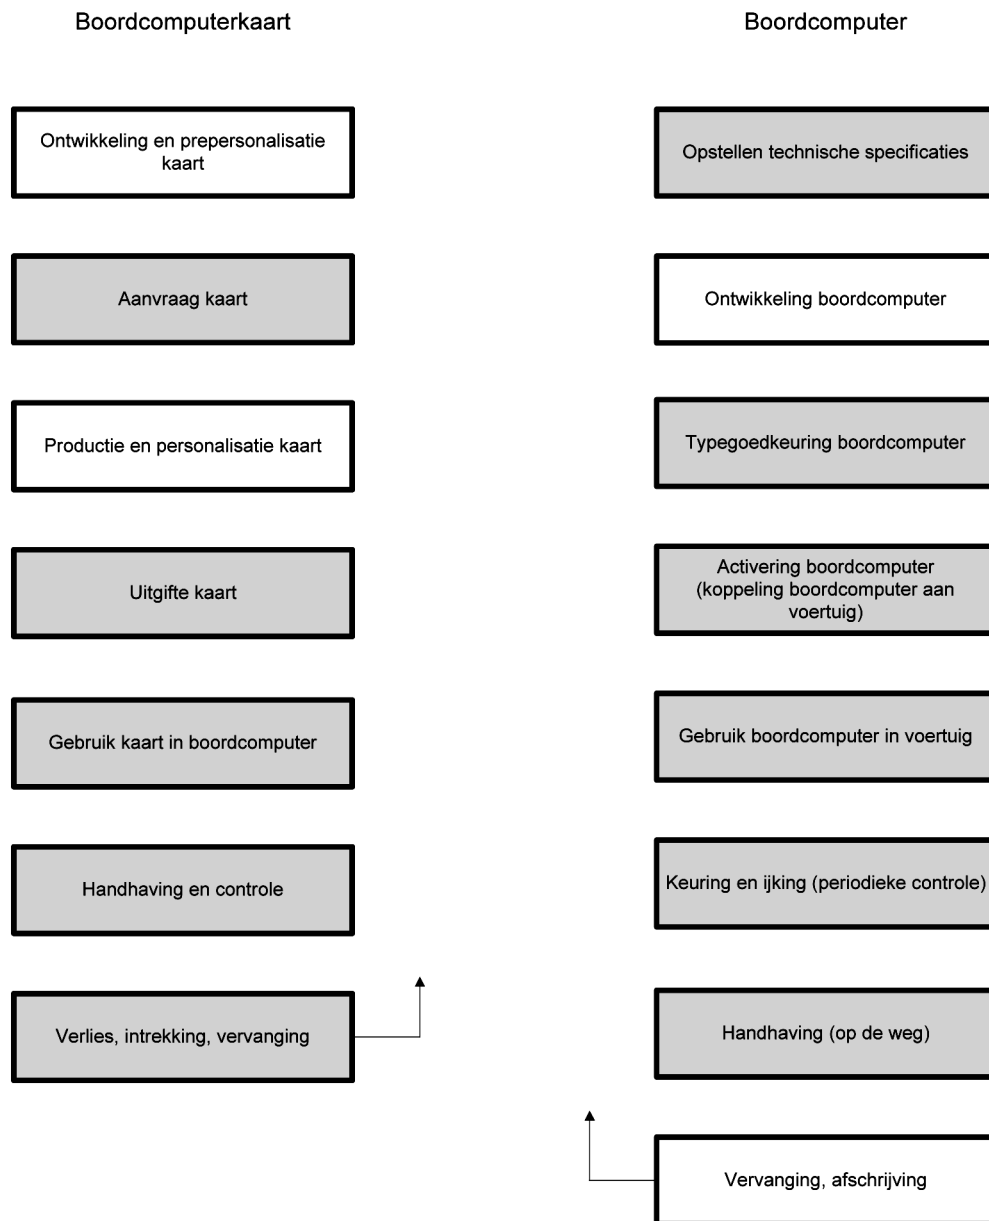 Boordcomputerkaart
Ontwikkeling en prepersonalisatie
kaart
Aanvraag kaart
Productie en personalisatie kaart
Uitgifte kaart
Gebruik kaart in boordcomputer
Handhaving en controle
Verlies, intrekking, vervanging
Boordcomputer
Opstellen technische specificaties
Ontwikkeling boordcomputer
Typegoedkeuring boordcomputer
Activering boordcomputer
(koppeling boordcomputer aan
voertuig)
Gebruik boordcomputer in voertuig
Keuring en ijking (periodieke controle)
Handhaving (op de weg)
Vervanging, afschrijving